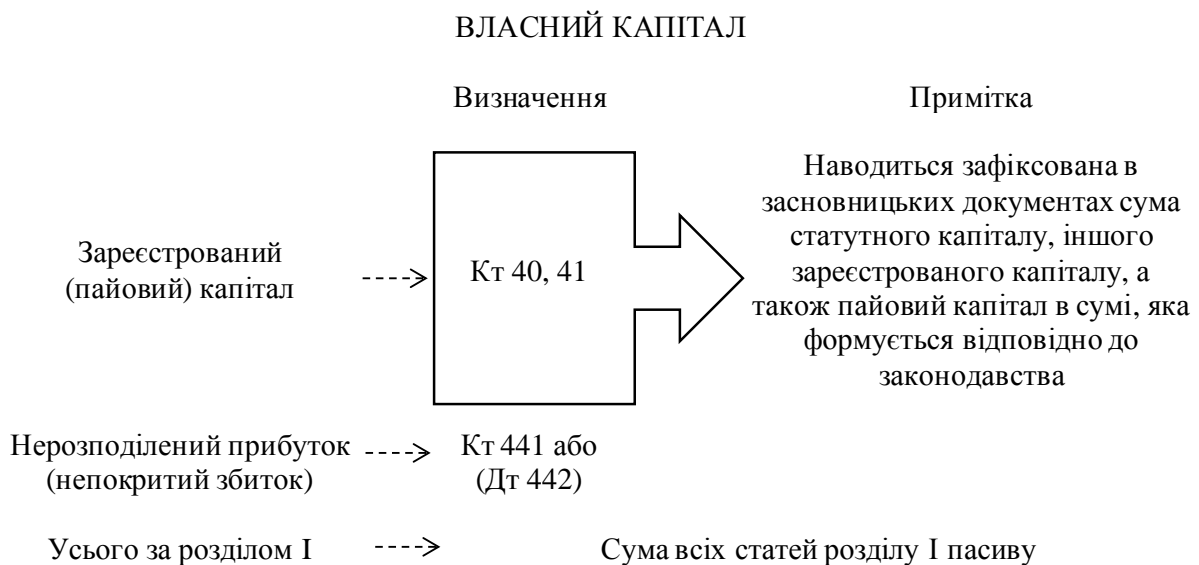 ВЛАСНИЙ КАПІТАЛ
Визначення
Примітка
Зареєстрований
(пайовий) капітал
Кт 40, 41
Наводиться зафіксована в
засновницьких документах сума
статутного капіталу, іншого
зареєстрованого капіталу, а
також пайовий капітал в сумі, яка
формується відповідно до
законодавства
Нерозподілений прибуток
(непокритий збиток)
Кт 441 або
(Дт 442)
Усього за розділом I
Сума всіх статей розділу I пасиву